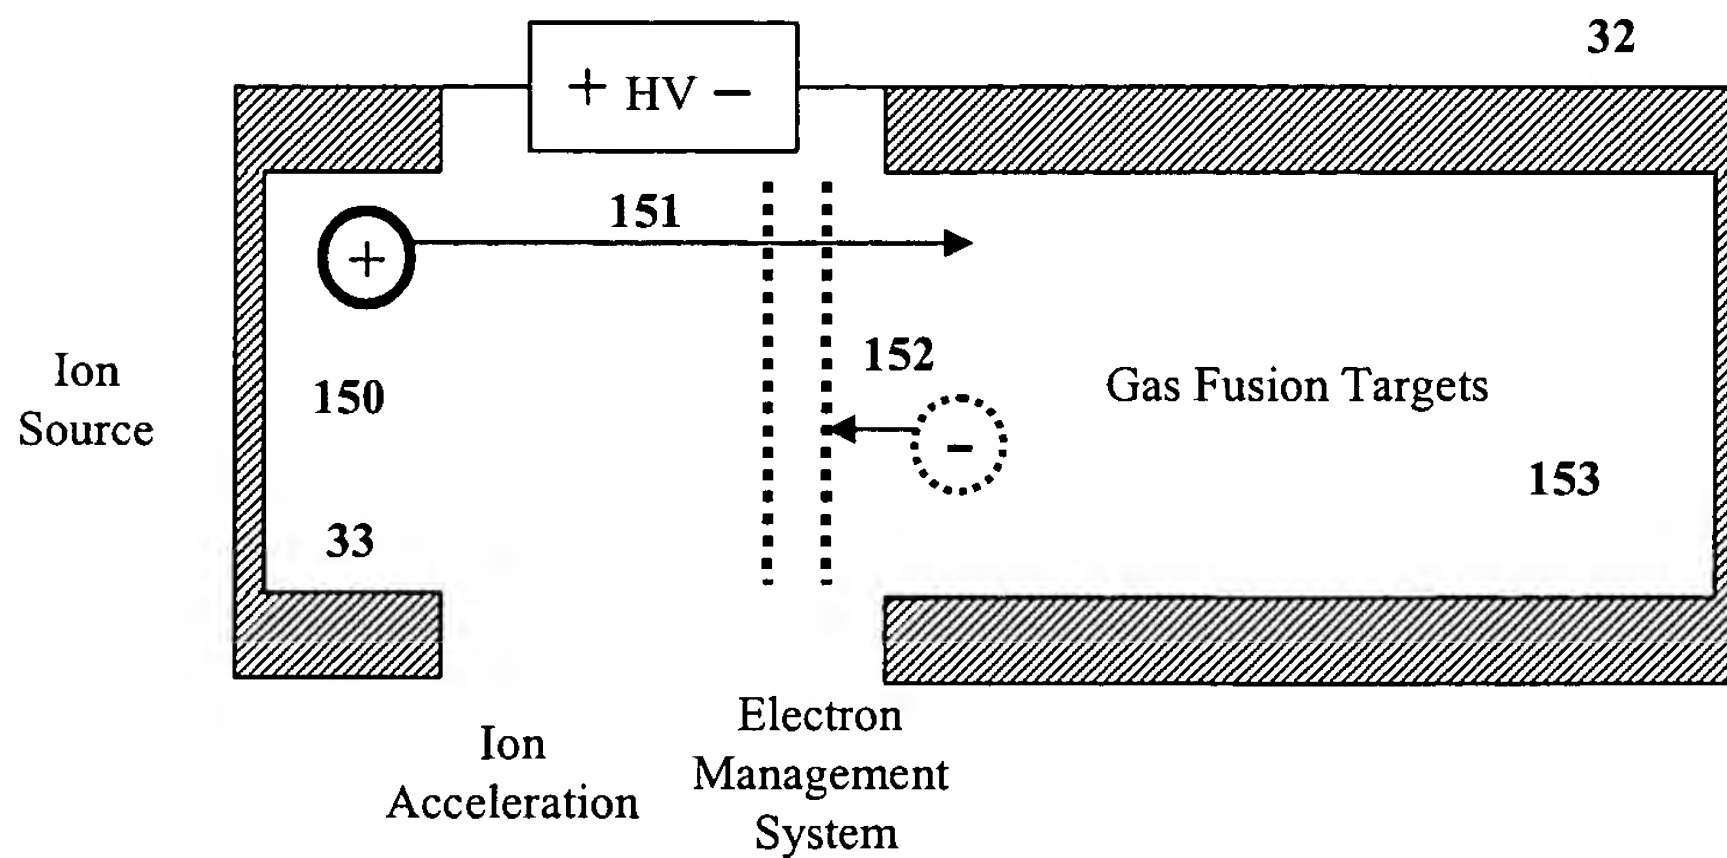 32
+ HV −
151
+
152
Ion
Source
150
Gas Fusion Targets
-
153
33
Ion
Acceleration
Electron
Management
System